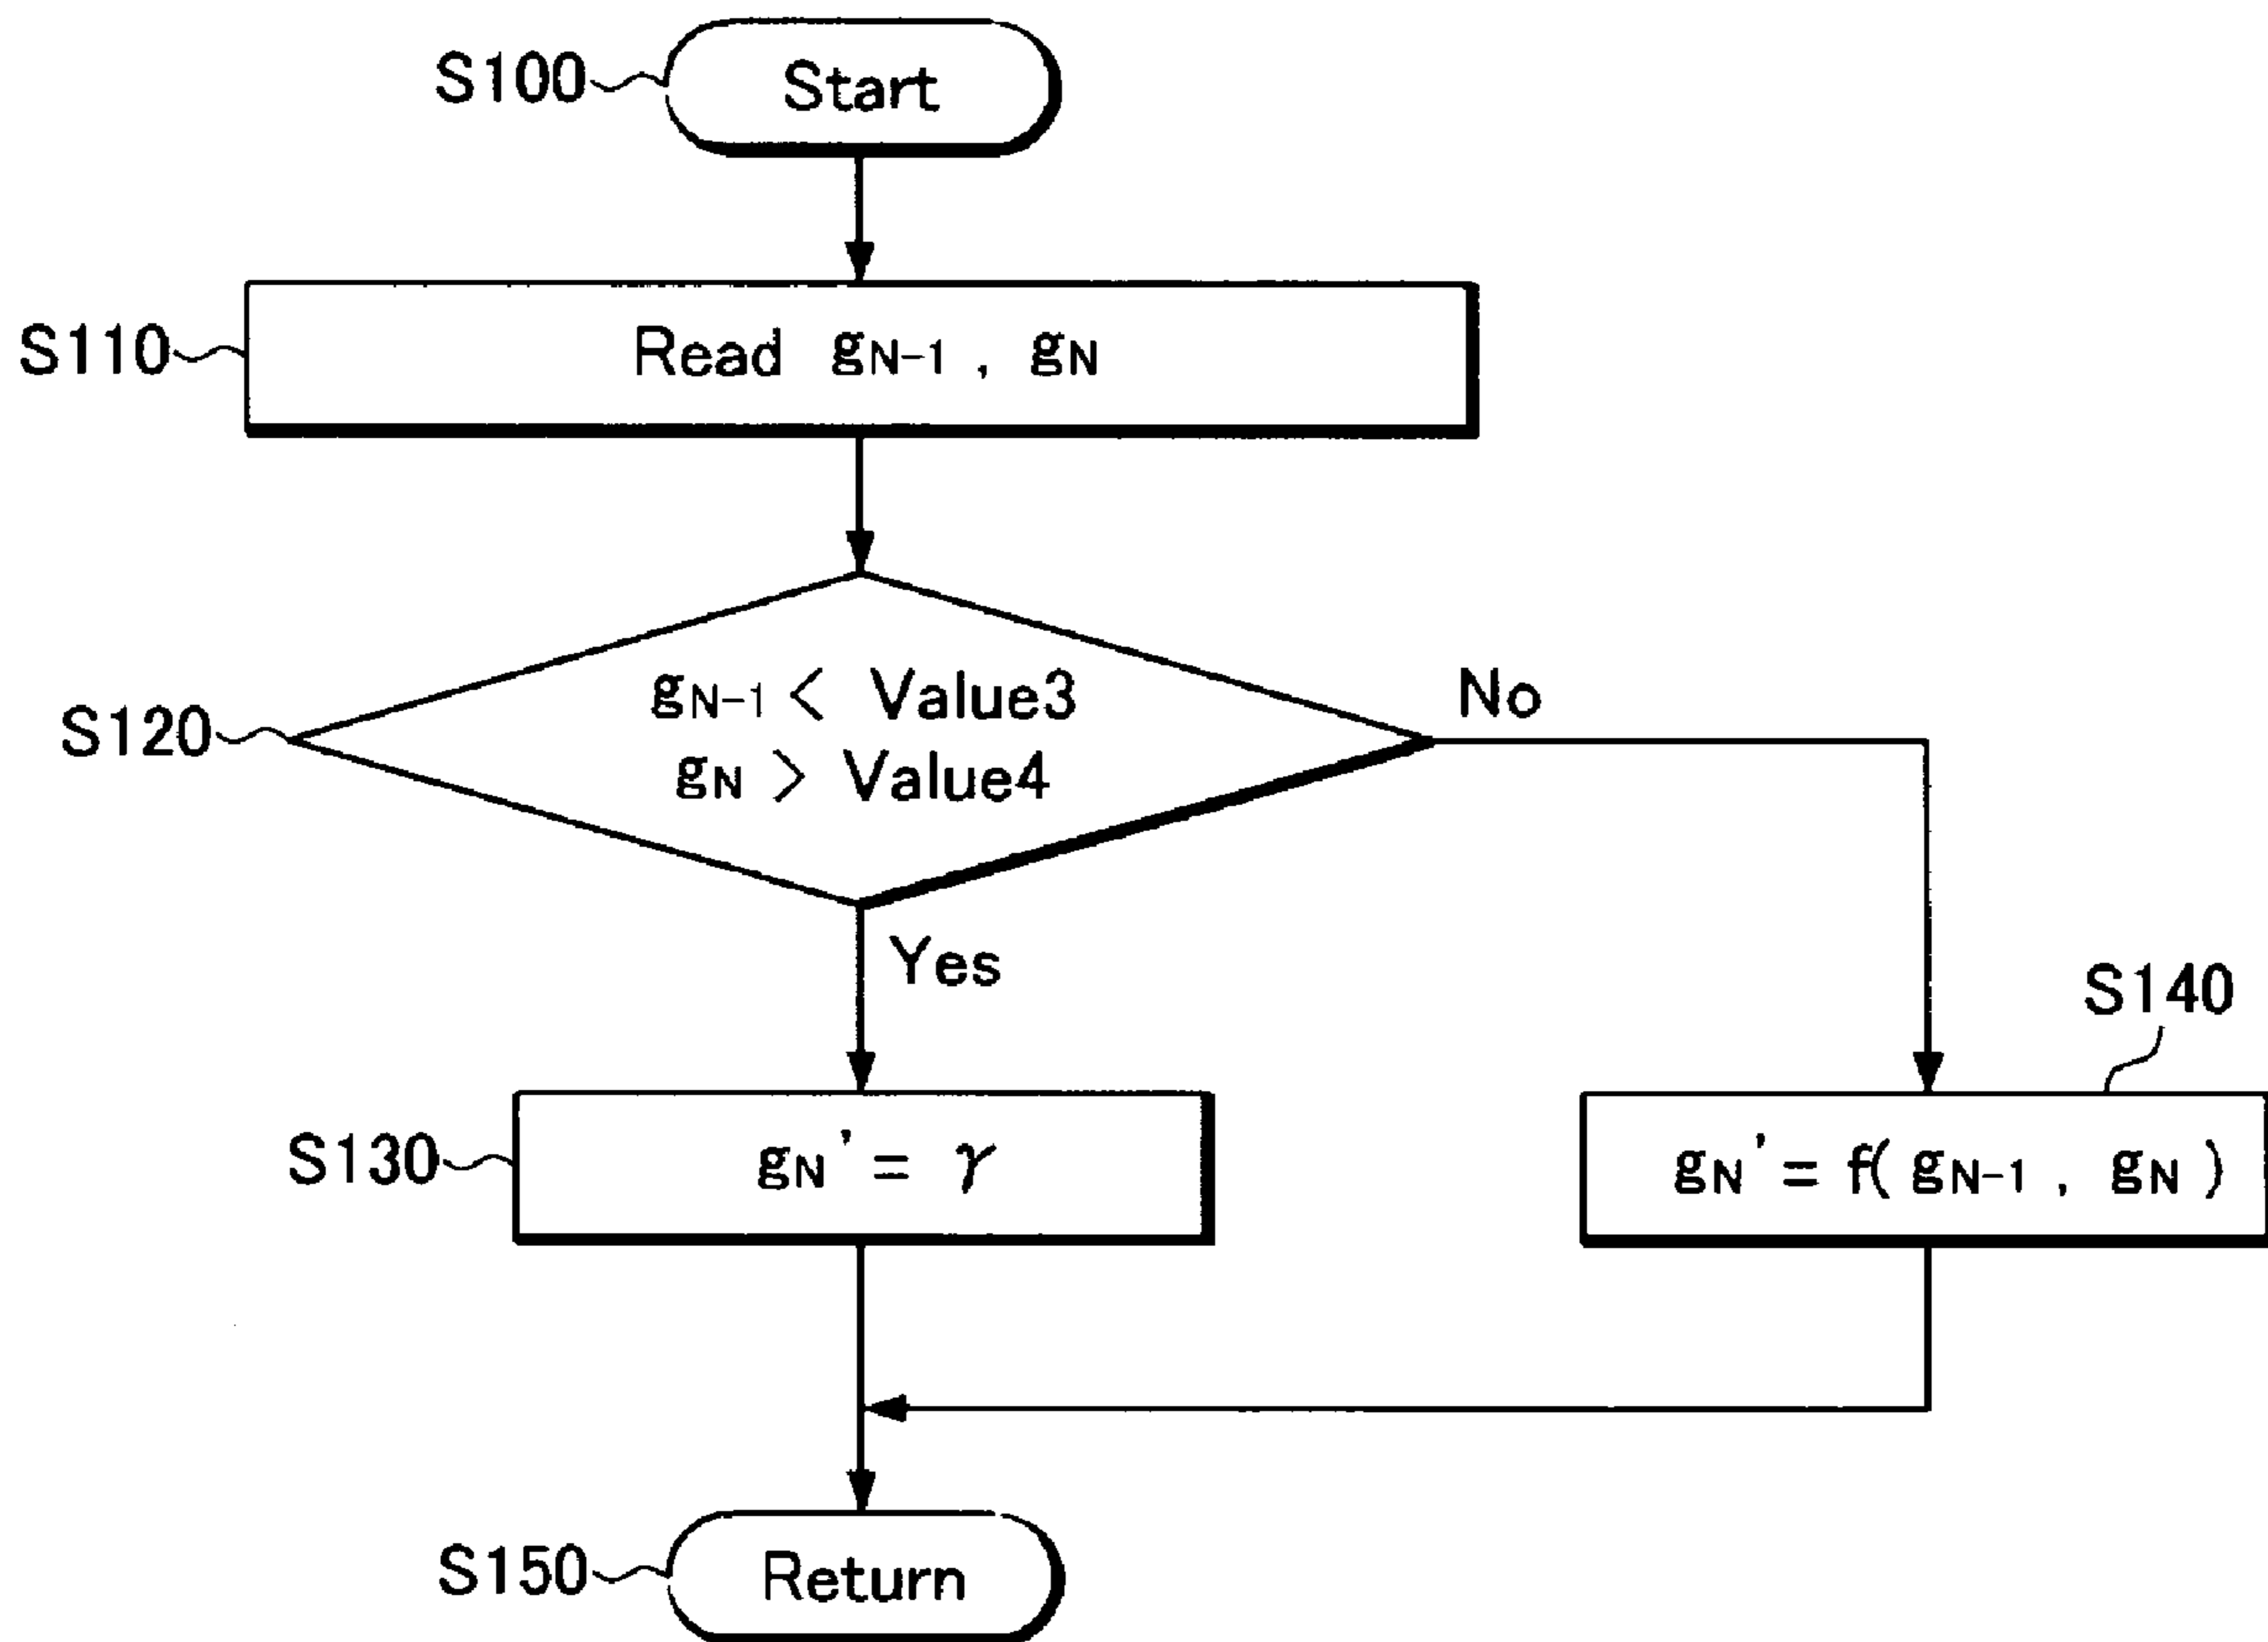 S100 Start
S110 Read gN-1 , gN
S120 gN-1 < Value3
gN > Value4
No
Yes
S140
S130 gN' = γ
gN' = f( gN-1 , gN )
S150 Return